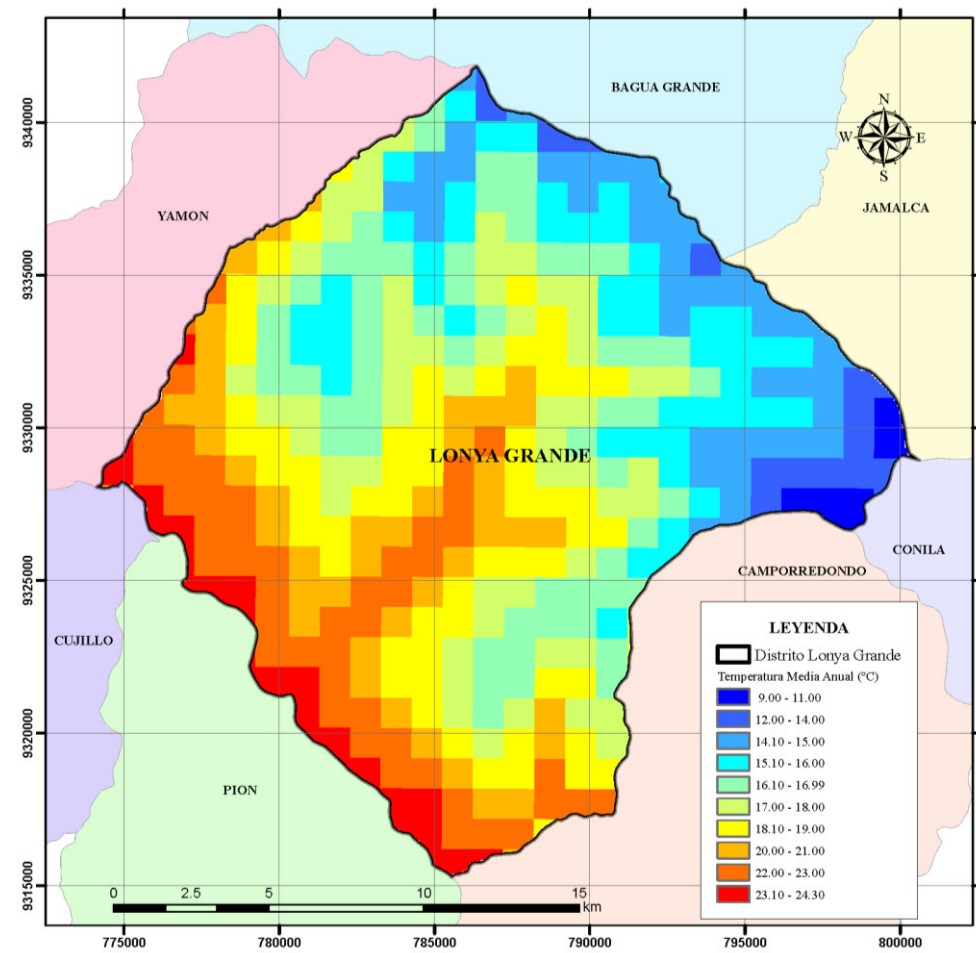 BAGUA GRANDE
N
W E
S
JAMALCA
YAMON
LONYA GRANDE
CONILA
CAMPORREDONDO
CUJILLO
PION
LEYENDA
Distrito Lonya Grande
Temperatura Media Anual (ºC)
9.00 - 11.00
12.00 - 14.00
14.10 - 15.00
15.10 - 16.00
16.10 - 16.99
17.00 - 18.00
18.10 - 19.00
20.00 - 21.00
22.00 - 23.00
23.10 - 24.30
0 2.5 5 10 15
km
9340000
9335000
9330000
9325000
9320000
9315000
775000 780000 785000 790000 795000 800000